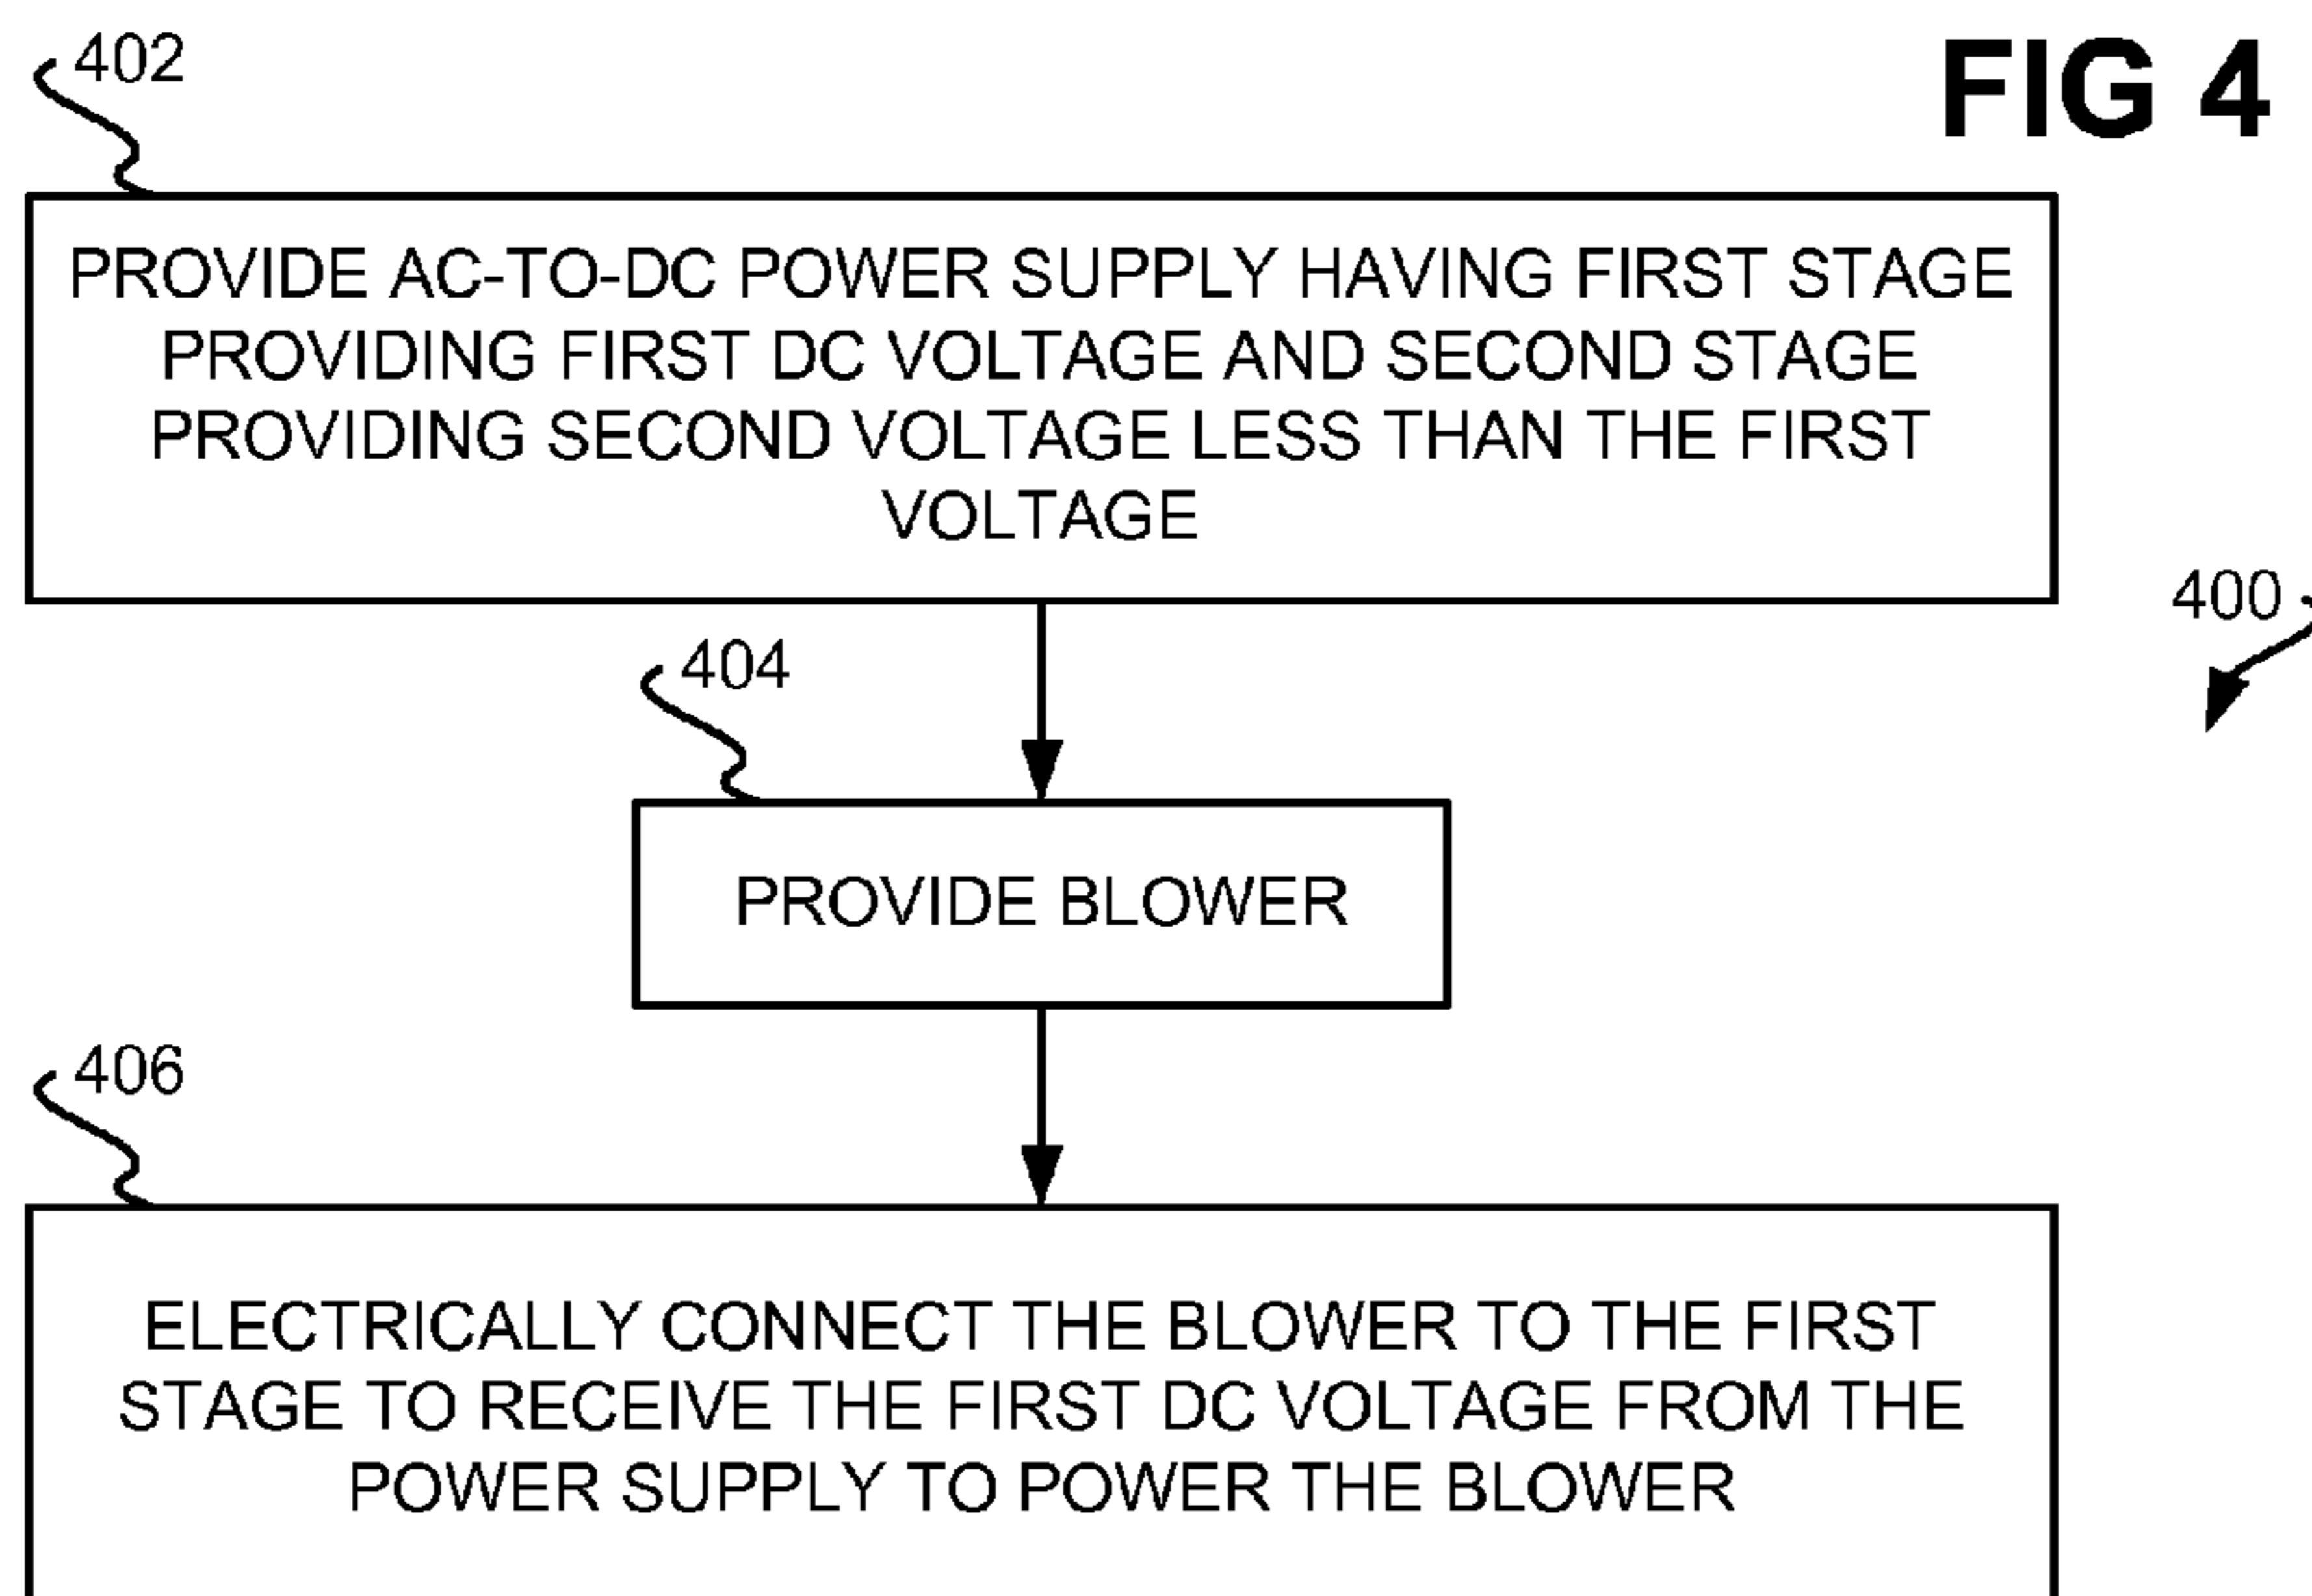 402
FIG 4
PROVIDE AC-TO-DC POWER SUPPLY HAVING FIRST STAGE
PROVIDING FIRST DC VOLTAGE AND SECOND STAGE
PROVIDING SECOND VOLTAGE LESS THAN THE FIRST
VOLTAGE
400
404
PROVIDE BLOWER
406
ELECTRICALLY CONNECT THE BLOWER TO THE FIRST
STAGE TO RECEIVE THE FIRST DC VOLTAGE FROM THE
POWER SUPPLY TO POWER THE BLOWER